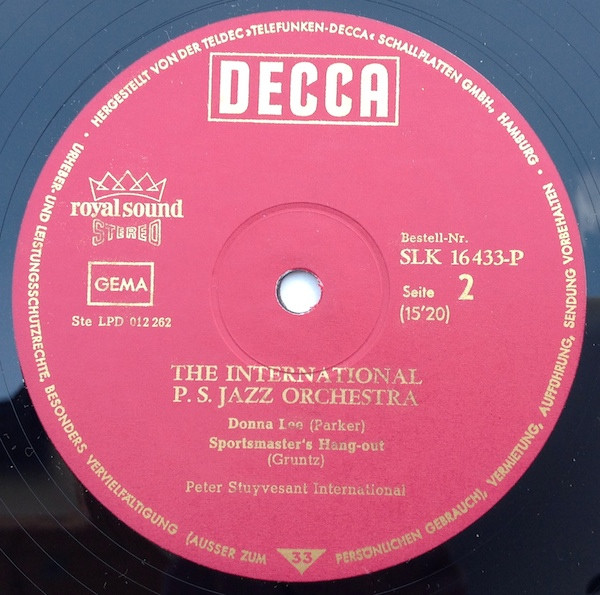 HERGESTELLT VON DER TELDEC »TELEFUNKEN-DECCA« SCHALLPLATTEN GMBH., HAMBURG •
URHEBER- UND LEISTUNGSSCHUTZRECHTE, BESONDERS VERVIELFÄLTIGUNG (AUSSER ZUM PERSÖNLICHEN GEBRAUCH), VERMIETUNG, AUFFÜHRUNG, SENDUNG VORBEHALTEN •
DECCA
royal sound
STEREO
GEMA
Ste LPD 012 262
Bestell-Nr.
SLK 16 433-P
Seite 2
(15'20)
THE INTERNATIONAL
P. S. JAZZ ORCHESTRA
Donna Lee (Parker)
Sportsmaster's Hang-out
(Gruntz)
Peter Stuyvesant International
33